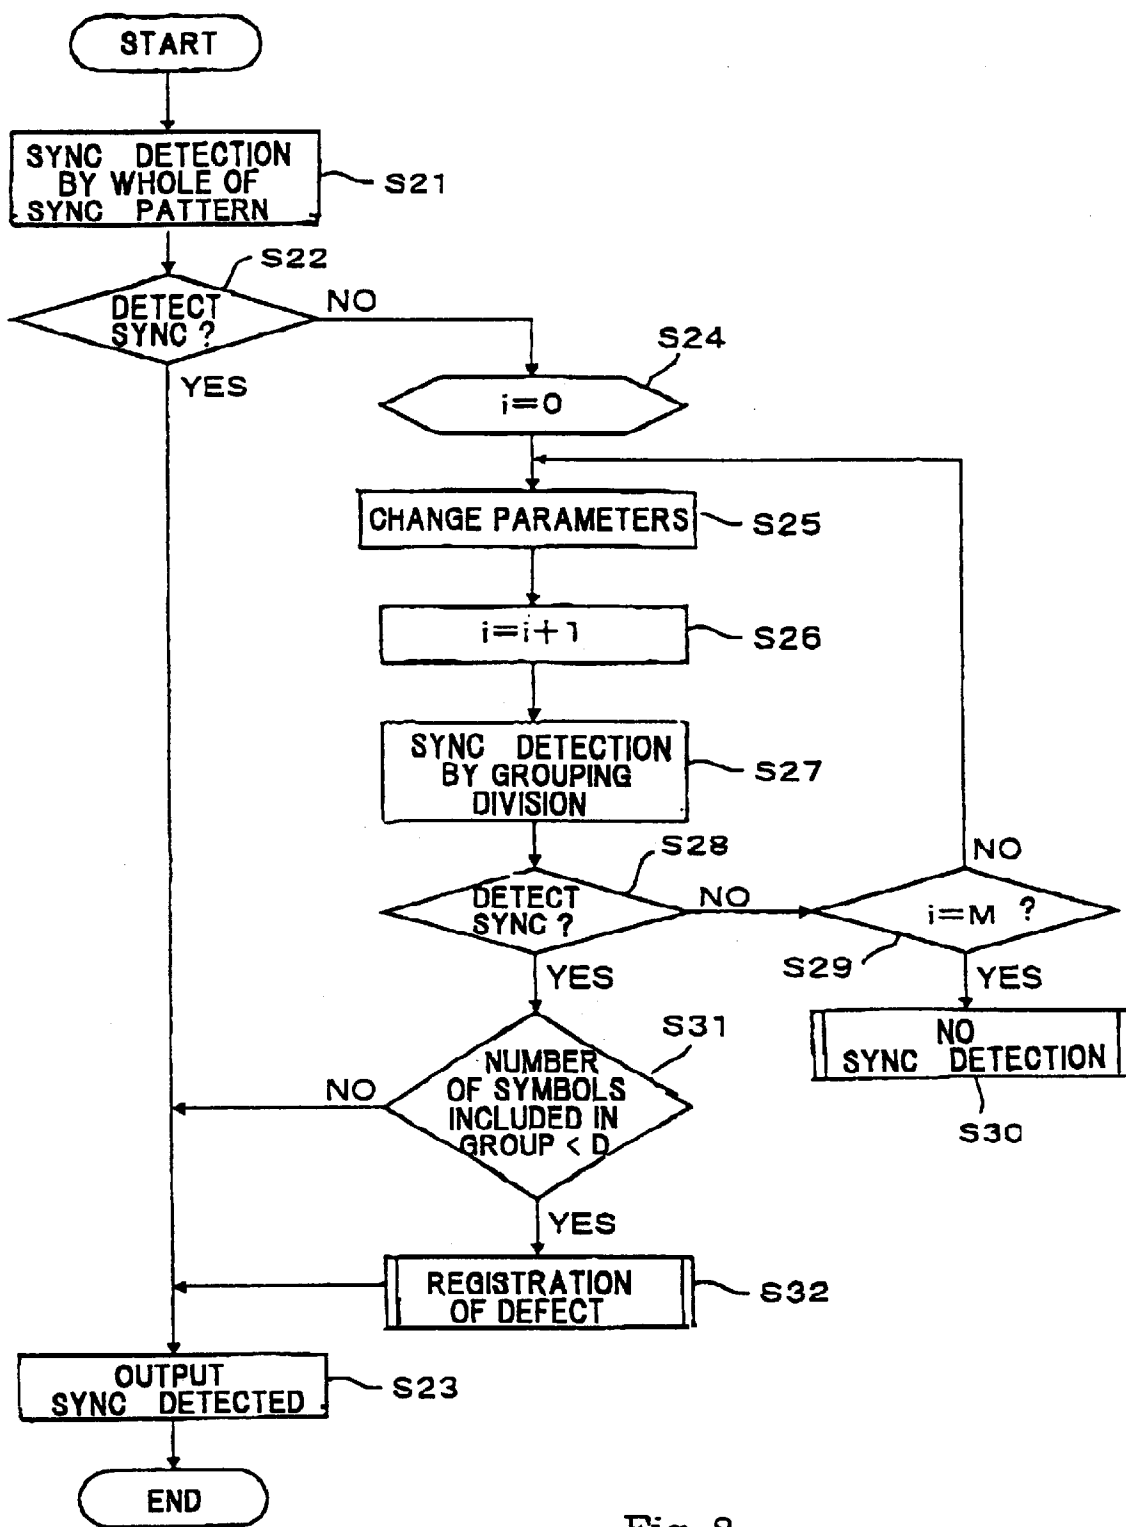 START
SYNC DETECTION
BY WHOLE OF
SYNC PATTERN
S21
S22
DETECT
SYNC ?
NO
YES
S24
i=0
CHANGE PARAMETERS
S25
i=i+1
S26
SYNC DETECTION
BY GROUPING
DIVISION
S27
S28
DETECT
SYNC ?
NO
YES
NO
i=M ?
S29
YES
NO
SYNC DETECTION
S30
S31
NUMBER
OF SYMBOLS
INCLUDED IN
GROUP < D
NO
YES
REGISTRATION
OF DEFECT
S32
OUTPUT
SYNC DETECTED
S23
END